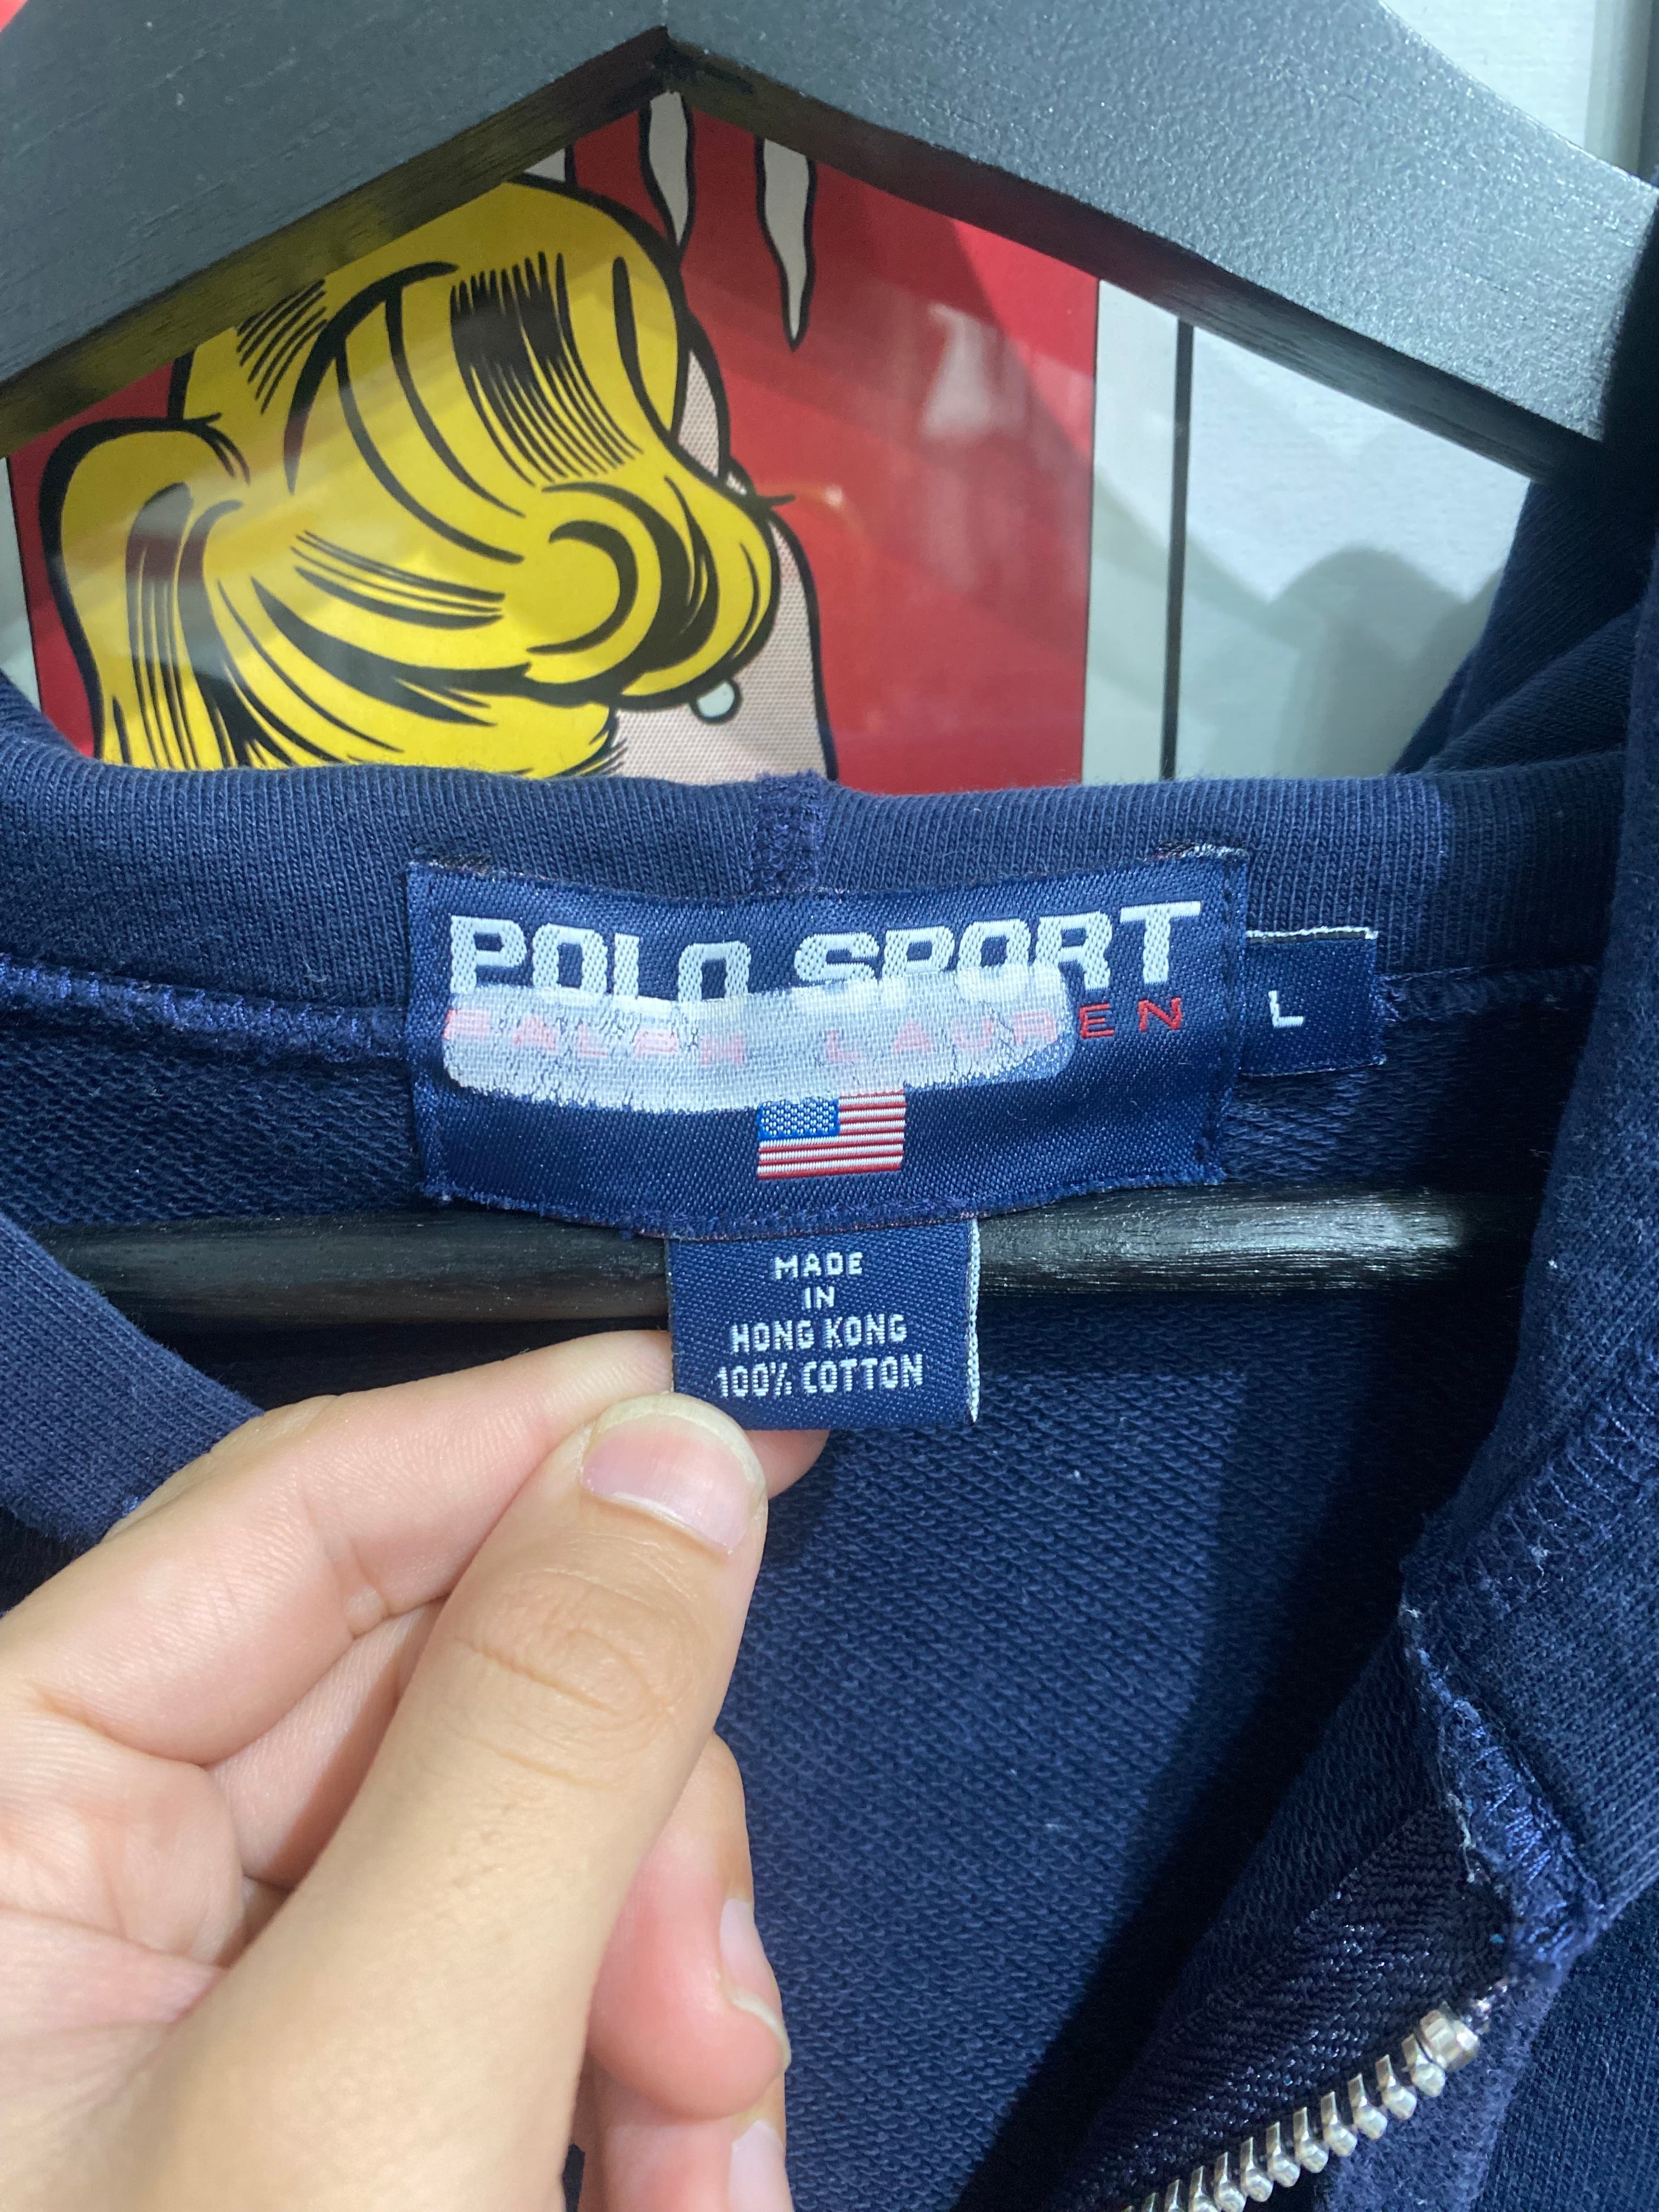 POLO SPORT
RALPH LAUREN
L
MADE
IN
HONG KONG
100% COTTON